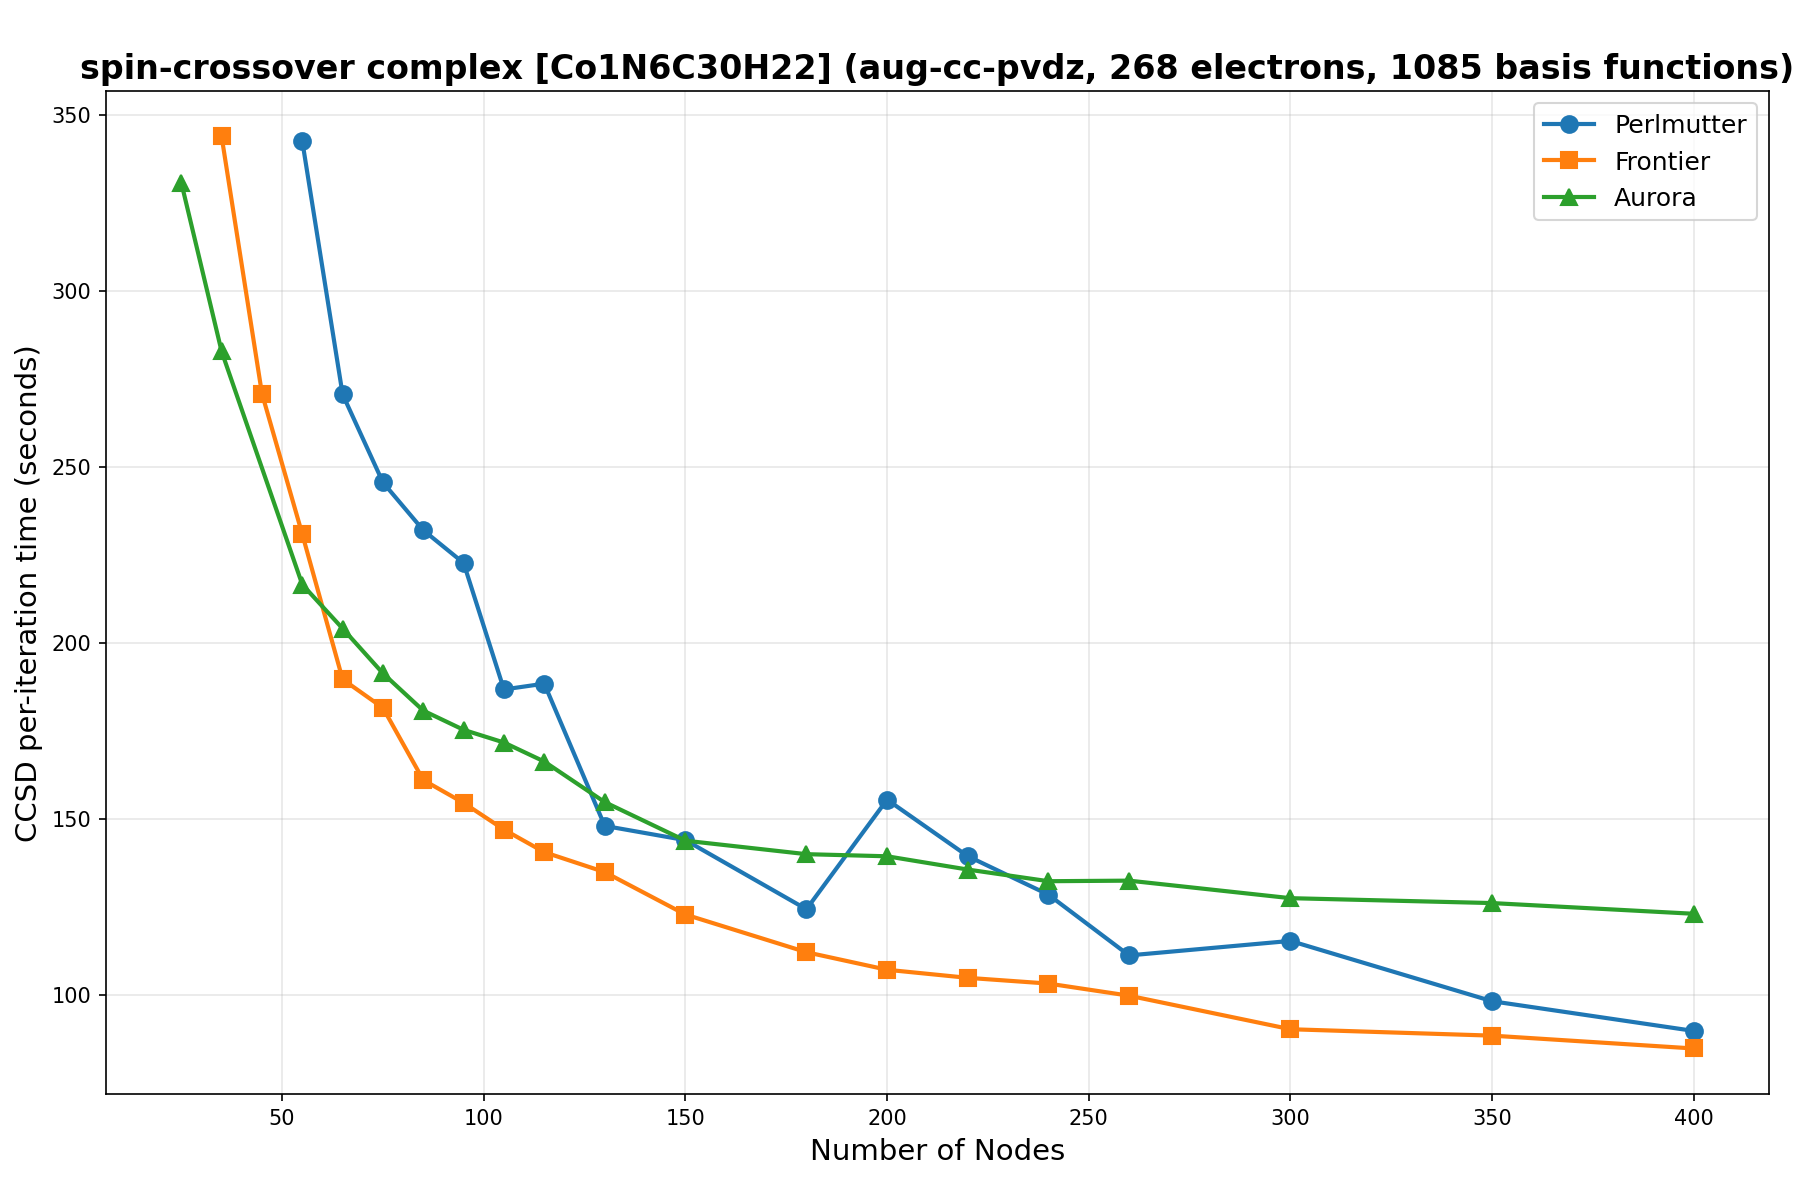 spin-crossover complex [Co1N6C30H22] (aug-cc-pvdz, 268 electrons, 1085 basis functions)
Perlmutter
Frontier
Aurora
CCSD per-iteration time (seconds)
350
300
250
200
150
100
50 100 150 200 250 300 350 400
Number of Nodes